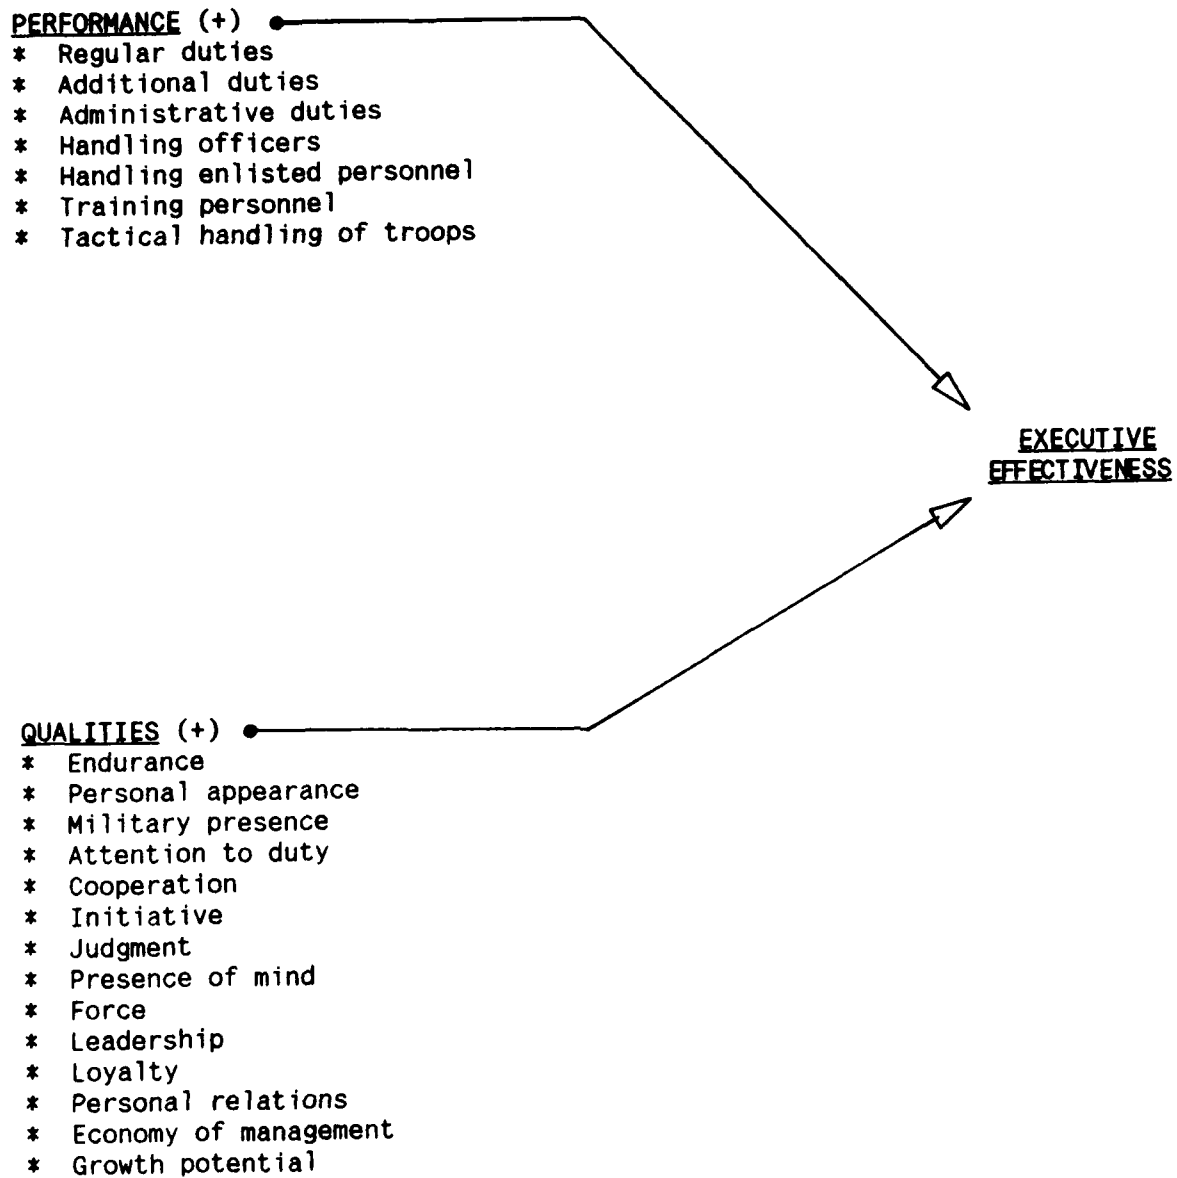 PERFORMANCE (+)
* Regular duties
* Additional duties
* Administrative duties
* Handling officers
* Handling enlisted personnel
* Training personnel
* Tactical handling of troops
EXECUTIVE
EFFECTIVENESS
QUALITIES (+)
* Endurance
* Personal appearance
* Military presence
* Attention to duty
* Cooperation
* Initiative
* Judgment
* Presence of mind
* Force
* Leadership
* Loyalty
* Personal relations
* Economy of management
* Growth potential